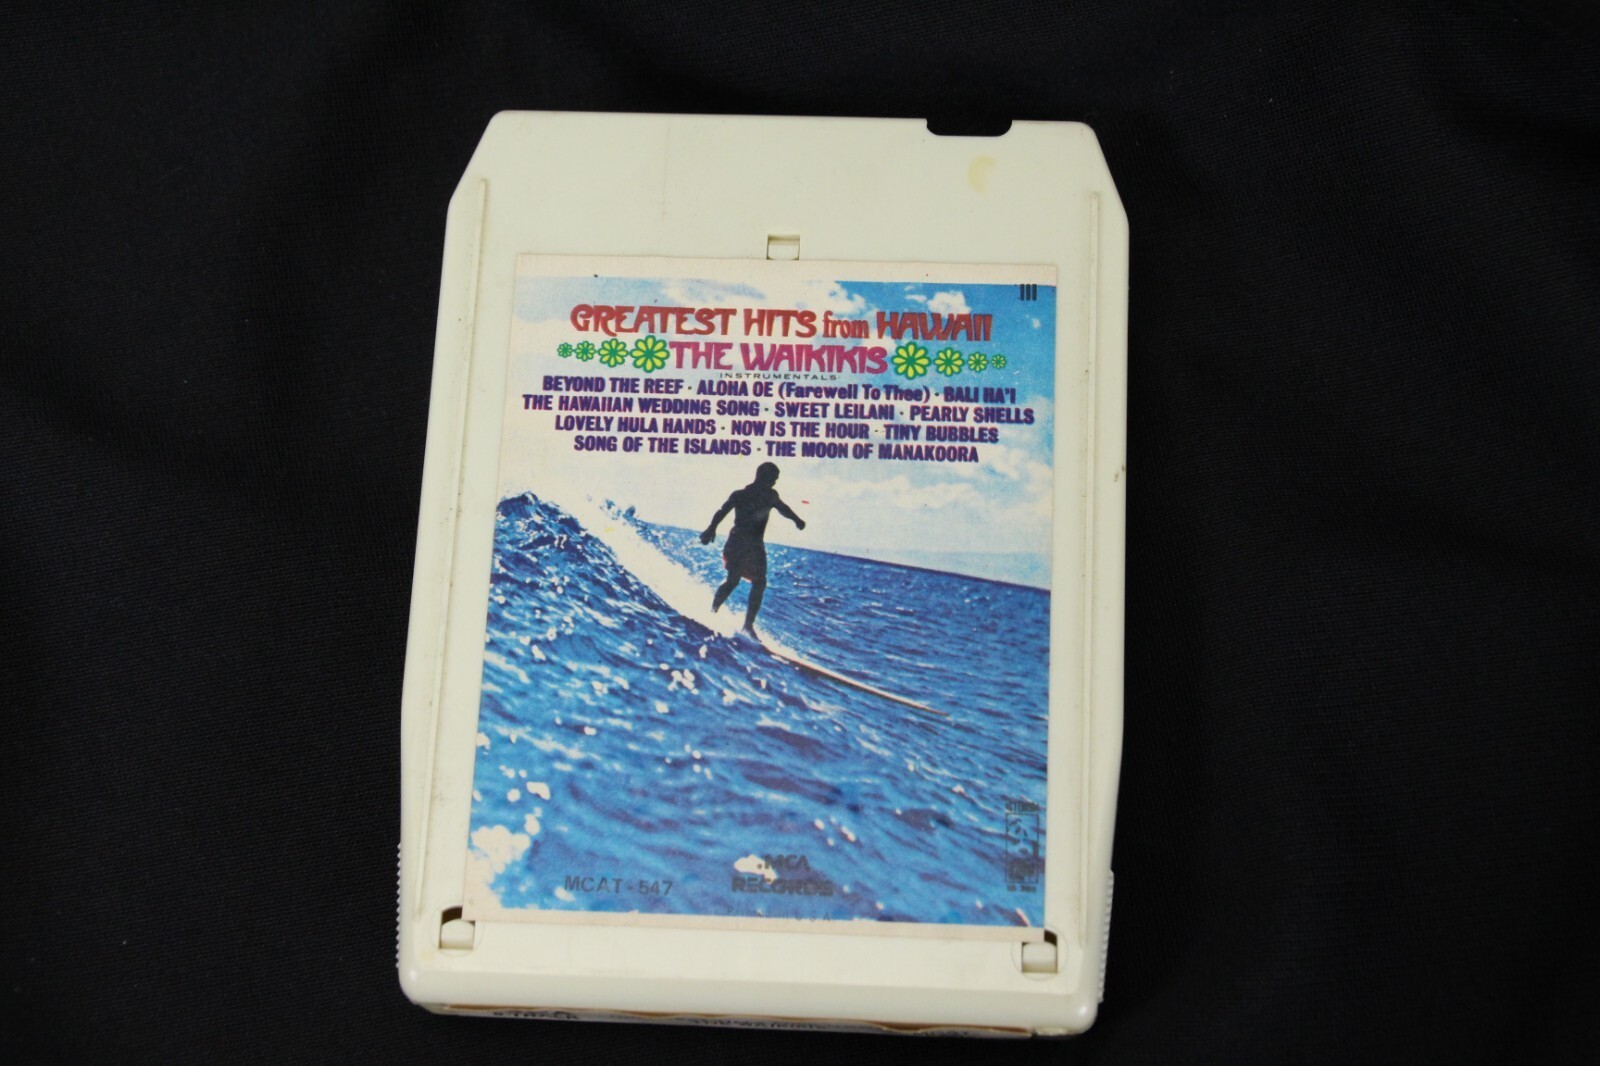 GREATEST HITS from HAWAII
THE WAIKIKIS
INSTRUMENTALS
BEYOND THE REEF · ALOHA OE (Farewell To Thee) · BALI HA'I
THE HAWAIIAN WEDDING SONG · SWEET LEILANI · PEARLY SHELLS
LOVELY HULA HANDS · NOW IS THE HOUR · TINY BUBBLES
SONG OF THE ISLANDS · THE MOON OF MANAKOORA
MCA
RECORDS
MCAT-547